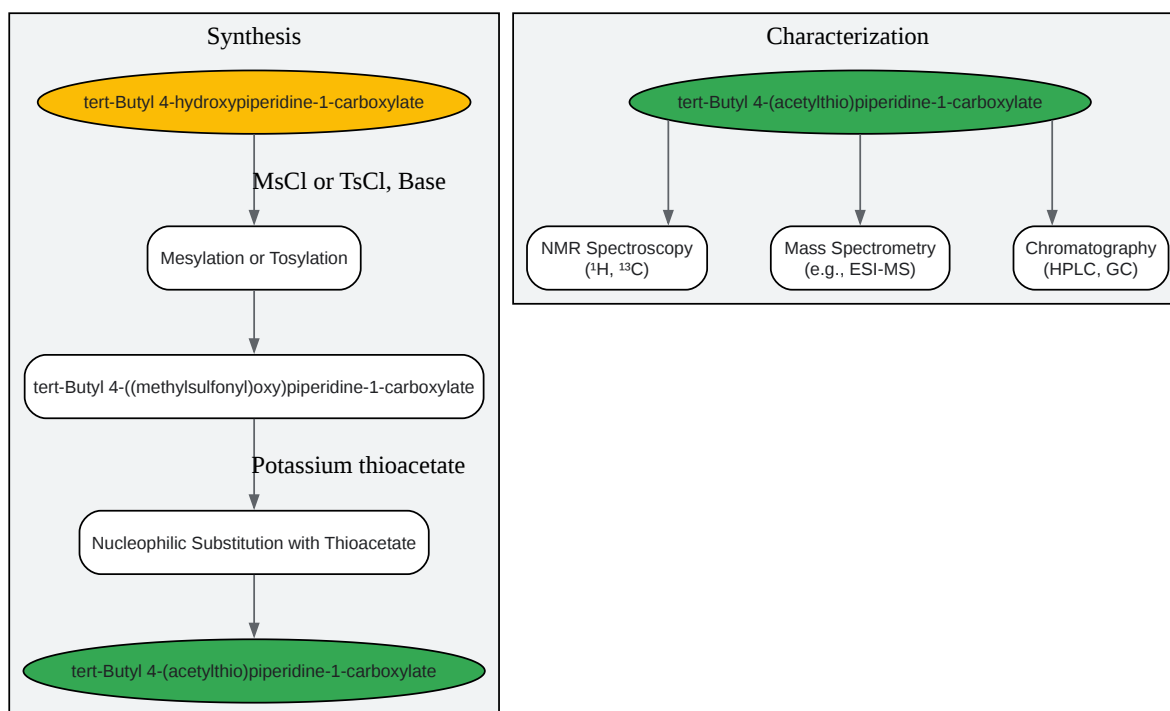 Synthesis
tert-Butyl 4-hydroxypiperidine-1-carboxylate
MsCl or TsCl, Base
Mesylation or Tosylation
tert-Butyl 4-((methylsulfonyl)oxy)piperidine-1-carboxylate
Potassium thioacetate
Nucleophilic Substitution with Thioacetate
tert-Butyl 4-(acetylthio)piperidine-1-carboxylate
Characterization
tert-Butyl 4-(acetylthio)piperidine-1-carboxylate
NMR Spectroscopy
(¹H, ¹³C)
Mass Spectrometry
(e.g., ESI-MS)
Chromatography
(HPLC, GC)